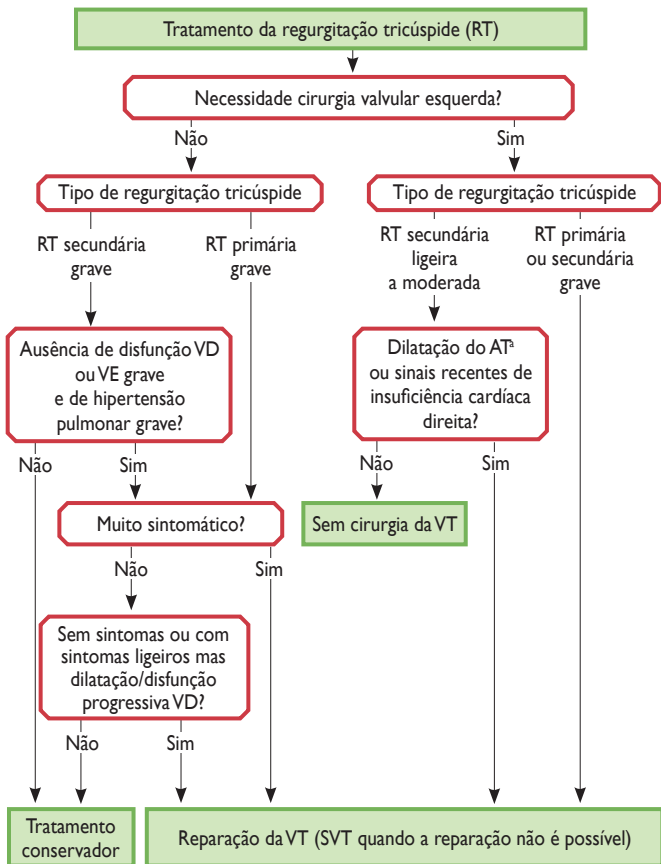 Tratamento da regurgitação tricúspide (RT)
Necessidade cirurgia valvular esquerda?
Não
Sim
Tipo de regurgitação tricúspide
Tipo de regurgitação tricúspide
RT secundária
grave
RT primária
grave
RT secundária
ligeira
a moderada
RT primária
ou secundária
grave
Ausência de disfunção VD
ou VE grave
e de hipertensão
pulmonar grave?
Dilatação do ATª
ou sinais recentes de
insuficiência cardíaca
direita?
Não
Sim
Não
Sim
Muito sintomático?
Sem cirurgia da VT
Não
Sim
Sem sintomas ou com
sintomas ligeiros mas
dilatação/disfunção
progressiva VD?
Não
Sim
Tratamento
conservador
Reparação da VT (SVT quando a reparação não é possível)